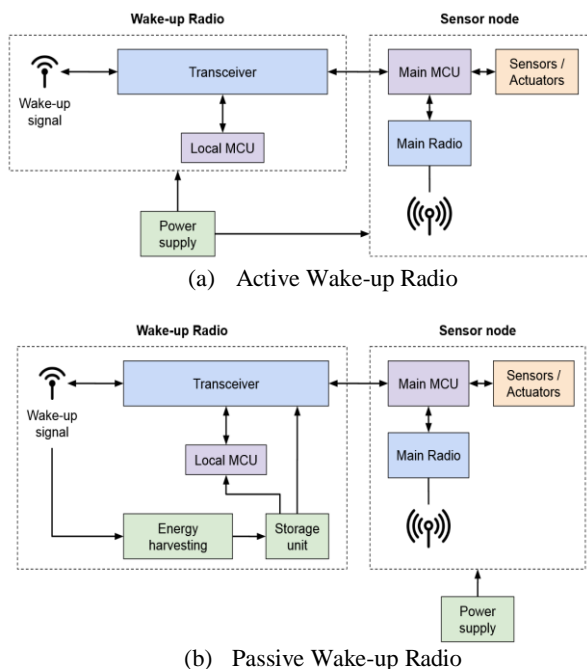 Wake-up Radio
Sensor node
Transceiver
Main MCU
Sensors /
Actuators
Wake-up
signal
Local MCU
Main Radio
Power
supply
(a) Active Wake-up Radio
Wake-up Radio
Sensor node
Transceiver
Main MCU
Sensors /
Actuators
Wake-up
signal
Local MCU
Main Radio
Energy
harvesting
Storage
unit
Power
supply
(b) Passive Wake-up Radio